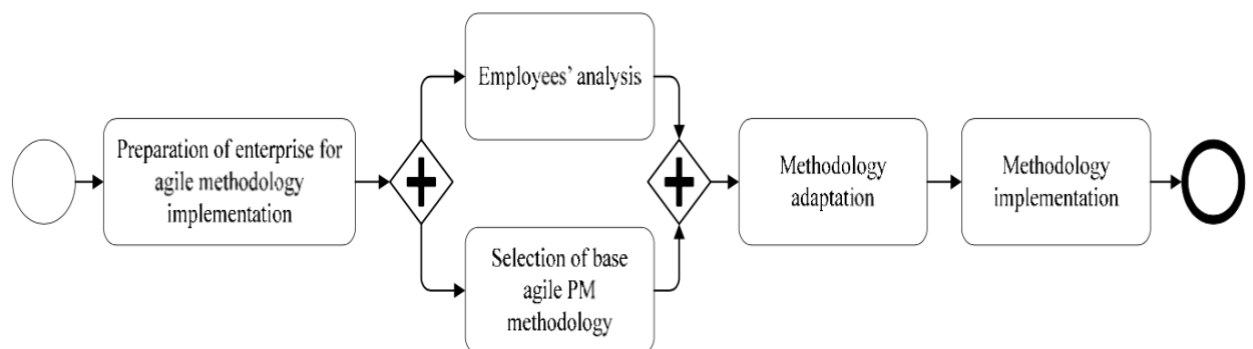 Preparation of enterprise for
agile methodology
implementation
Employees' analysis
Selection of base
agile PM
methodology
Methodology
adaptation
Methodology
implementation